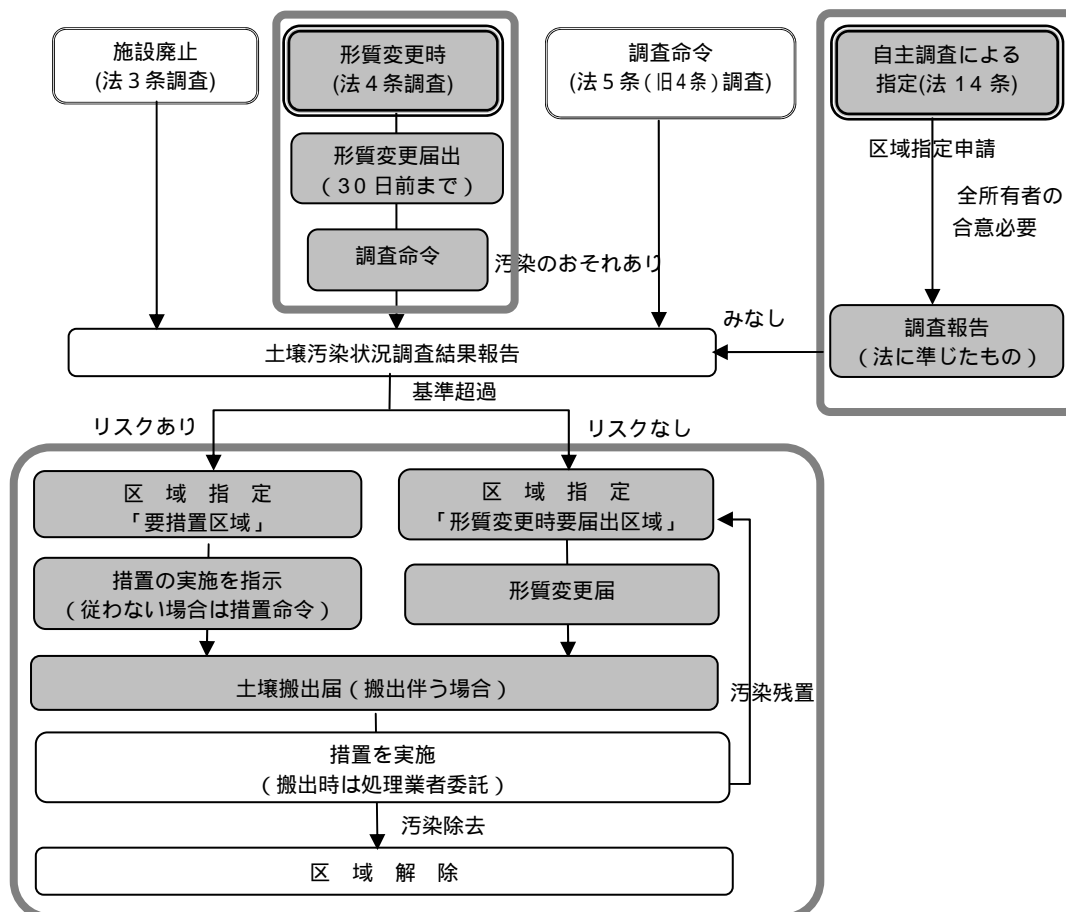 施設廃止
(法３条調査)
形質変更時
(法４条調査)
調査命令
(法５条(旧4条)調査)
自主調査による
指定(法 14 条)
形質変更届出
(30日前まで)
区域指定申請
全所有者の
合意必要
調査命令
汚染のおそれあり
みなし
調査報告
(法に準じたもの)
土壌汚染状況調査結果報告
基準超過
リスクあり
リスクなし
区 域 指 定
「要措置区域」
区 域 指 定
「形質変更時要届出区域」
措置の実施を指示
(従わない場合は措置命令)
形質変更届
土壌搬出届(搬出伴う場合)
汚染残置
措置を実施
(搬出時は処理業者委託)
汚染除去
区 域 解 除